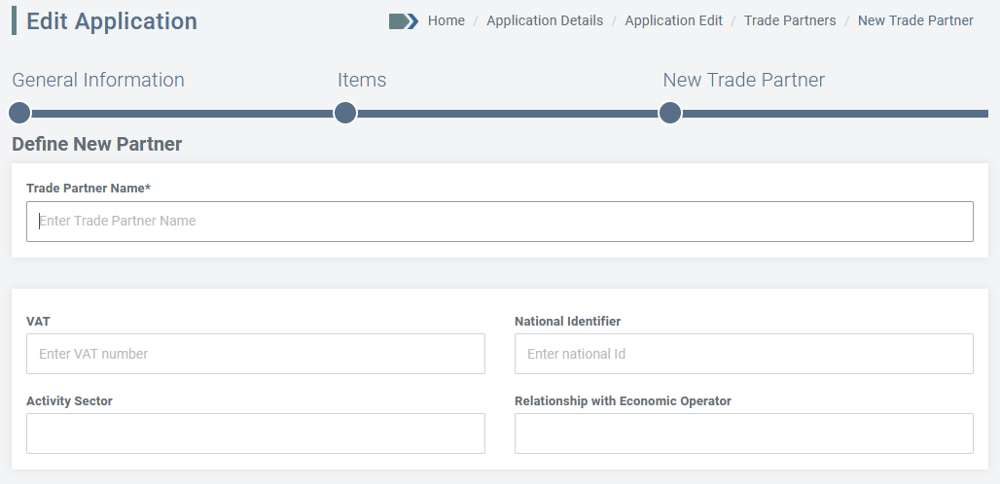 Edit Application
Home / Application Details / Application Edit / Trade Partners / New Trade Partner
General Information
Items
New Trade Partner
Define New Partner
Trade Partner Name*
Enter Trade Partner Name
VAT
National Identifier
Enter VAT number
Enter national Id
Activity Sector
Relationship with Economic Operator